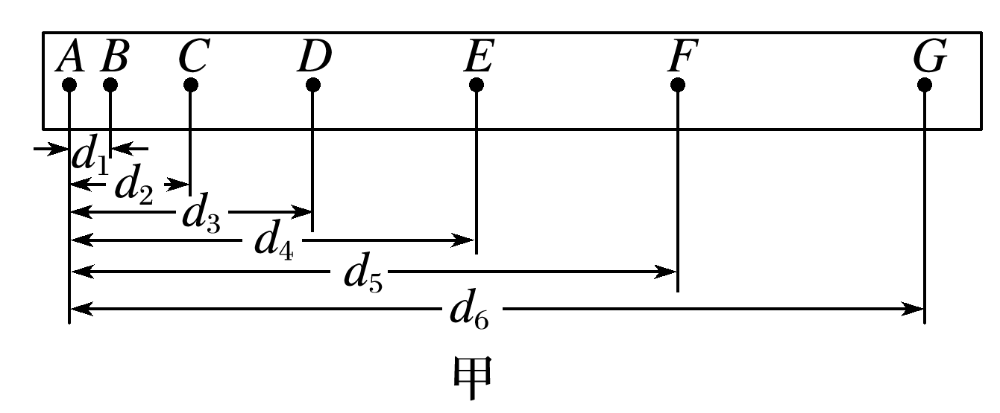 A B C D E F G
d₁
d₂
d₃
d₄
d₅
d₆
甲